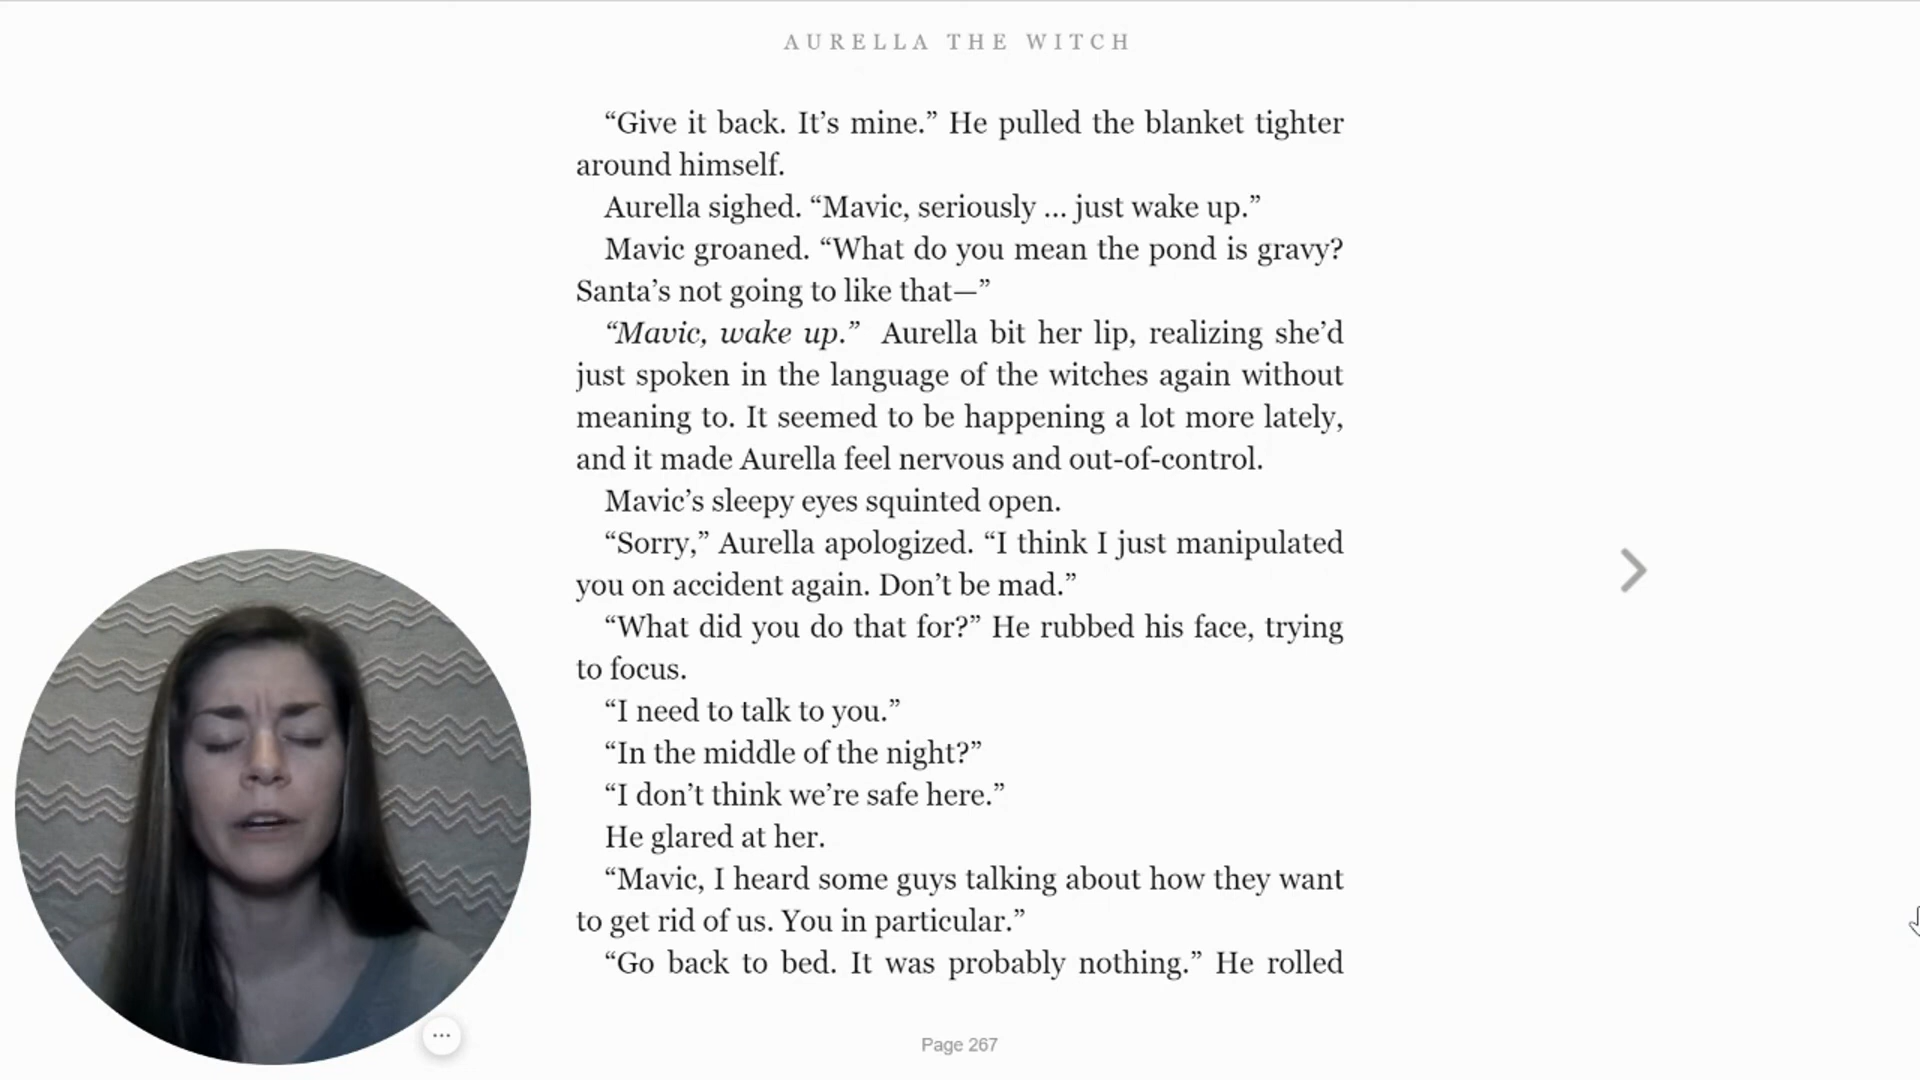 AURELLA THE WITCH
“Give it back. It’s mine.” He pulled the blanket tighter
around himself.
Aurella sighed. “Mavic, seriously ... just wake up.”
Mavic groaned. “What do you mean the pond is gravy?
Santa’s not going to like that—”
“Mavic, wake up.” Aurella bit her lip, realizing she’d
just spoken in the language of the witches again without
meaning to. It seemed to be happening a lot more lately,
and it made Aurella feel nervous and out-of-control.
Mavic’s sleepy eyes squinted open.
“Sorry,” Aurella apologized. “I think I just manipulated
you on accident again. Don’t be mad.”
“What did you do that for?” He rubbed his face, trying
to focus.
“I need to talk to you.”
“In the middle of the night?”
“I don’t think we’re safe here.”
He glared at her.
“Mavic, I heard some guys talking about how they want
to get rid of us. You in particular.”
“Go back to bed. It was probably nothing.” He rolled
Page 267